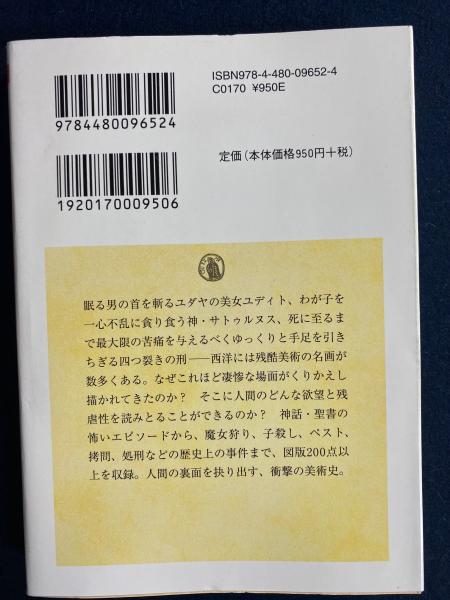 ISBN978-4-480-09652-4
C0170 ¥950E
9784480096524
定価(本体価格950円+税)
1920170009506
眠る男の首を斬るユダヤの美女ユディト、わが子を
一心不乱に貪り食う神・サトゥルヌス、死に至るま
で最大限の苦痛を与えるべくゆっくりと手足を引き
ちぎる四つ裂きの刑――西洋には残酷美術の名画が
数多くある。なぜこれほど凄惨な場面がくりかえし
描かれてきたのか?　そこに人間のどんな欲望と残
虐性を読みとることができるのか?　神話・聖書の
怖いエピソードから、魔女狩り、子殺し、ペスト、
拷問、処刑などの歴史上の事件まで、図版200点以
上を収録。人間の裏面を抉り出す、衝撃の美術史。